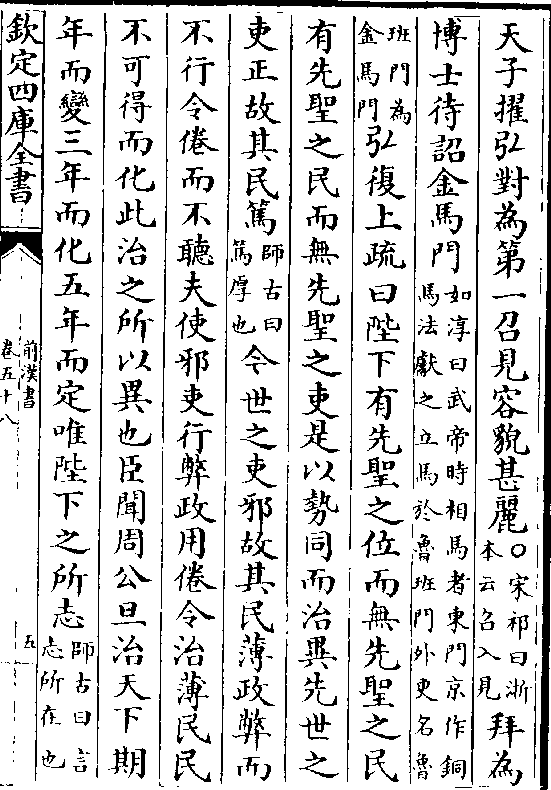 天子擢弘對為第一召見容貌甚麗〇宋祁曰浙本云召入見拜為
博士待詔金馬門如淳曰武帝時相馬者東門京作銅馬法獻之立馬於魯班門外更名魯
班門為金馬門弘復上疏曰陛下有先聖之位而無先聖之民
有先聖之民而無先聖之吏是以勢同而治異先世之
吏正故其民篤師古曰篤厚也今世之吏邪故其民薄政弊而
不行令倦而不聽夫使邪吏行弊政用倦令治薄民民
不可得而化此治之所以異也臣聞周公旦治天下期
年而變三年而化五年而定唯陛下之所志師古曰言志所在也
欽定四庫全書
前漢書
卷五十八
五